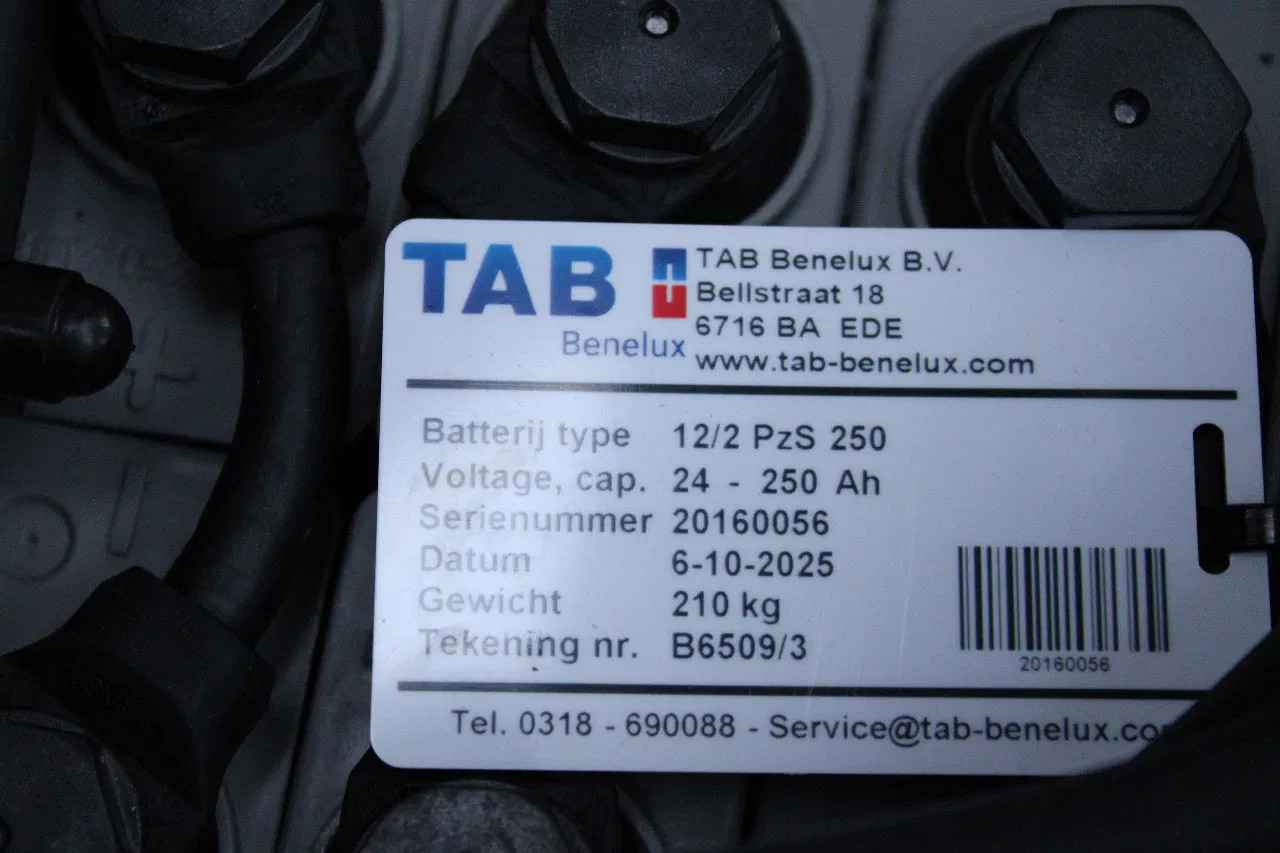 TAB
Benelux
TAB Benelux B.V.
Bellstraat 18
6716 BA EDE
www.tab-benelux.com
Batterij type 12/2 PzS 250
Voltage, cap. 24 - 250 Ah
Serienummer 20160056
Datum 6-10-2025
Gewicht 210 kg
Tekening nr. B6509/3
20160056
Tel. 0318 - 690088 - Service@tab-benelux.co